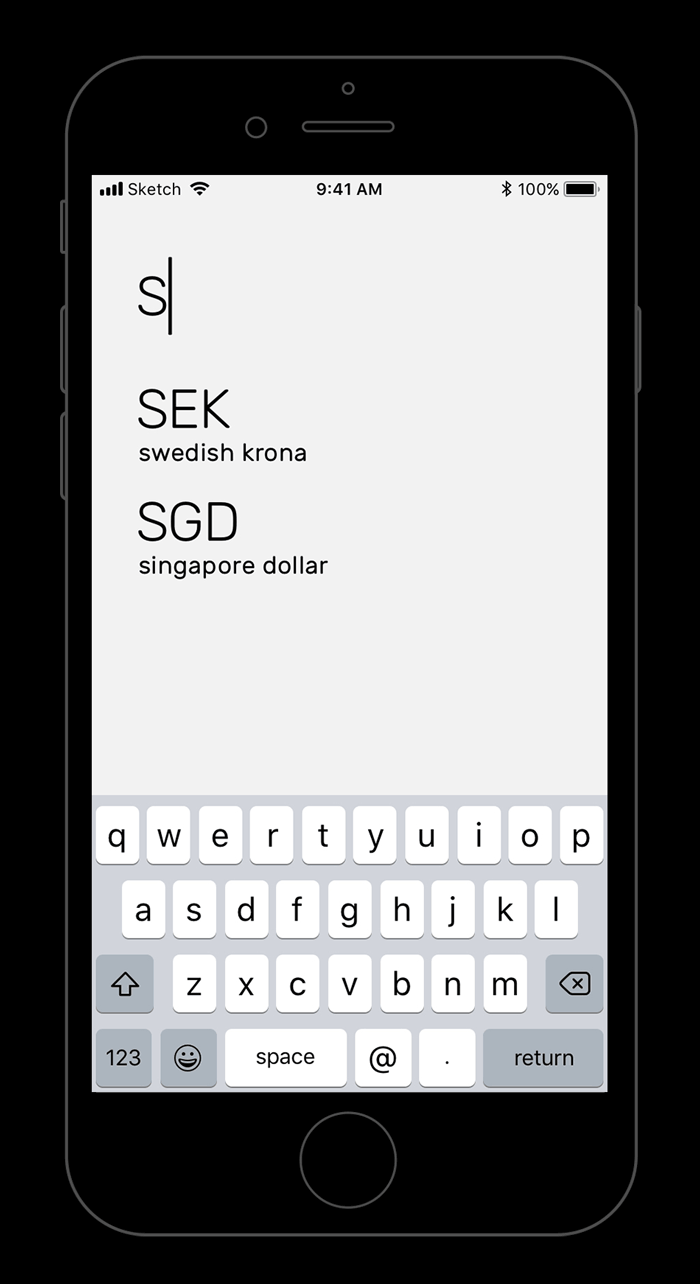 Sketch 9:41 AM 100%
S
SEK
swedish krona
SGD
singapore dollar
q w e r t y u i o p
a s d f g h j k l
z x c v b n m
123 space @ . return